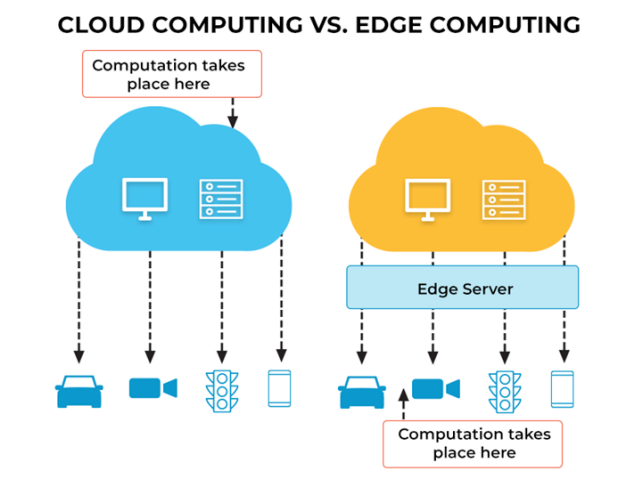 CLOUD COMPUTING VS. EDGE COMPUTING
Computation takes
place here
Edge Server
Computation takes
place here